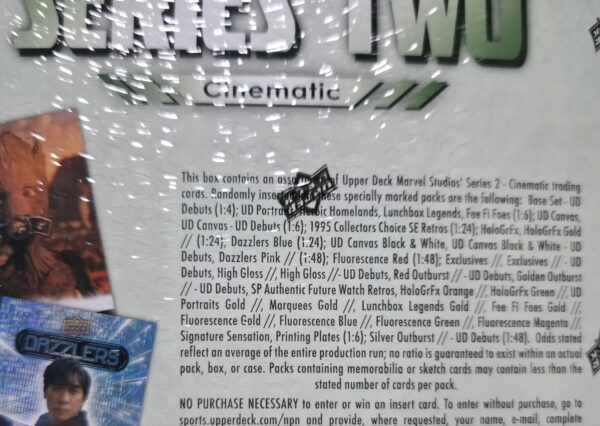 SERIES TWO
Cinematic
This box contains an of Upper Deck Marvel Studios' Series 2 - Cinematic trading
cards. Randomly these specially marked packs are the following: Base Set - UD
Debuts (1:4); UD Homelands, Lunchbox Legends, Fee Fi Foes (1:6); UD Canvas,
UD Canvas - UD Debuts (1:6); 1995 Collectors Choice SE Retros (1:24); HoloGrFx, HoloGrFx Gold
// (1:24); Dazzlers Blue (1:24); UD Canvas Black & White, UD Canvas Black & White - UD
Debuts, Dazzlers Pink // (1:48); Fluorescence Red (1:48); Exclusives //, Exclusives // - UD
Debuts, High Gloss //, High Gloss // - UD Debuts, Red Outburst // - UD Debuts, Golden Outburst
// - UD Debuts, SP Authentic Future Watch Retros, HoloGrFx Orange //, HoloGrFx Green //, UD
Portraits Gold //, Marquees Gold //, Lunchbox Legends Gold //, Fee Fi Foes Gold //,
Fluorescence Gold //, Fluorescence Blue //, Fluorescence Green //, Fluorescence Magenta //,
Signature Sensation, Printing Plates (1:6); Silver Outburst // - UD Debuts (1:48). Odds stated
reflect an average of the entire production run; no ratio is guaranteed to exist within an actual
pack, box, or case. Packs containing memorabilia or sketch cards may contain less than the
stated number of cards per pack.
NO PURCHASE NECESSARY to enter or win an insert card. To enter without purchase, go to
sports.upperdeck.com/npn and provide, where requested, your name, e-mail, complete
DAZZLERS